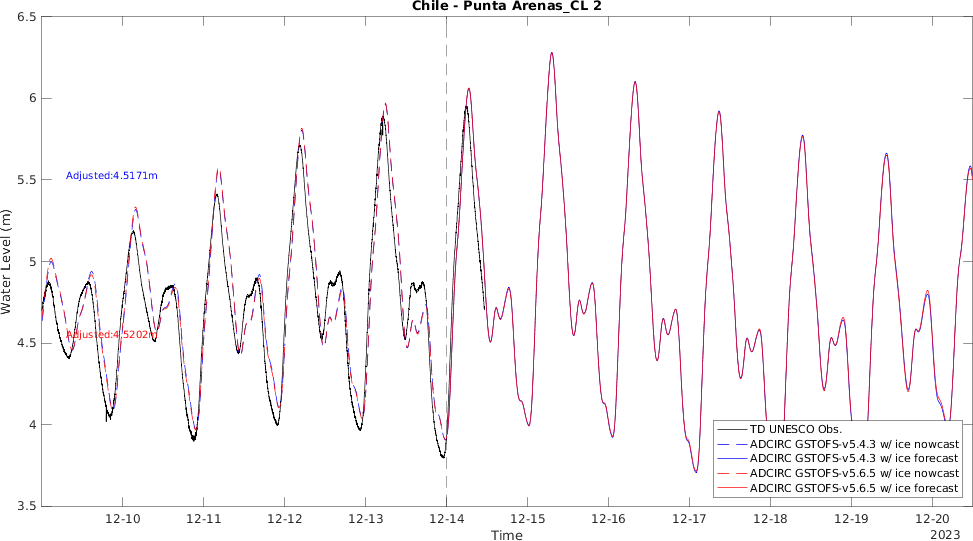 Chile - Punta Arenas_CL 2
6.5
6
5.5
5
4.5
4
3.5
Water Level (m)
Adjusted:4.5171m
Adjusted:4.5202m
TD UNESCO Obs.
ADCIRC GSTOFS-v5.4.3 w/ ice nowcast
ADCIRC GSTOFS-v5.4.3 w/ ice forecast
ADCIRC GSTOFS-v5.6.5 w/ ice nowcast
ADCIRC GSTOFS-v5.6.5 w/ ice forecast
12-10 12-11 12-12 12-13 12-14 12-15 12-16 12-17 12-18 12-19 12-20
2023
Time